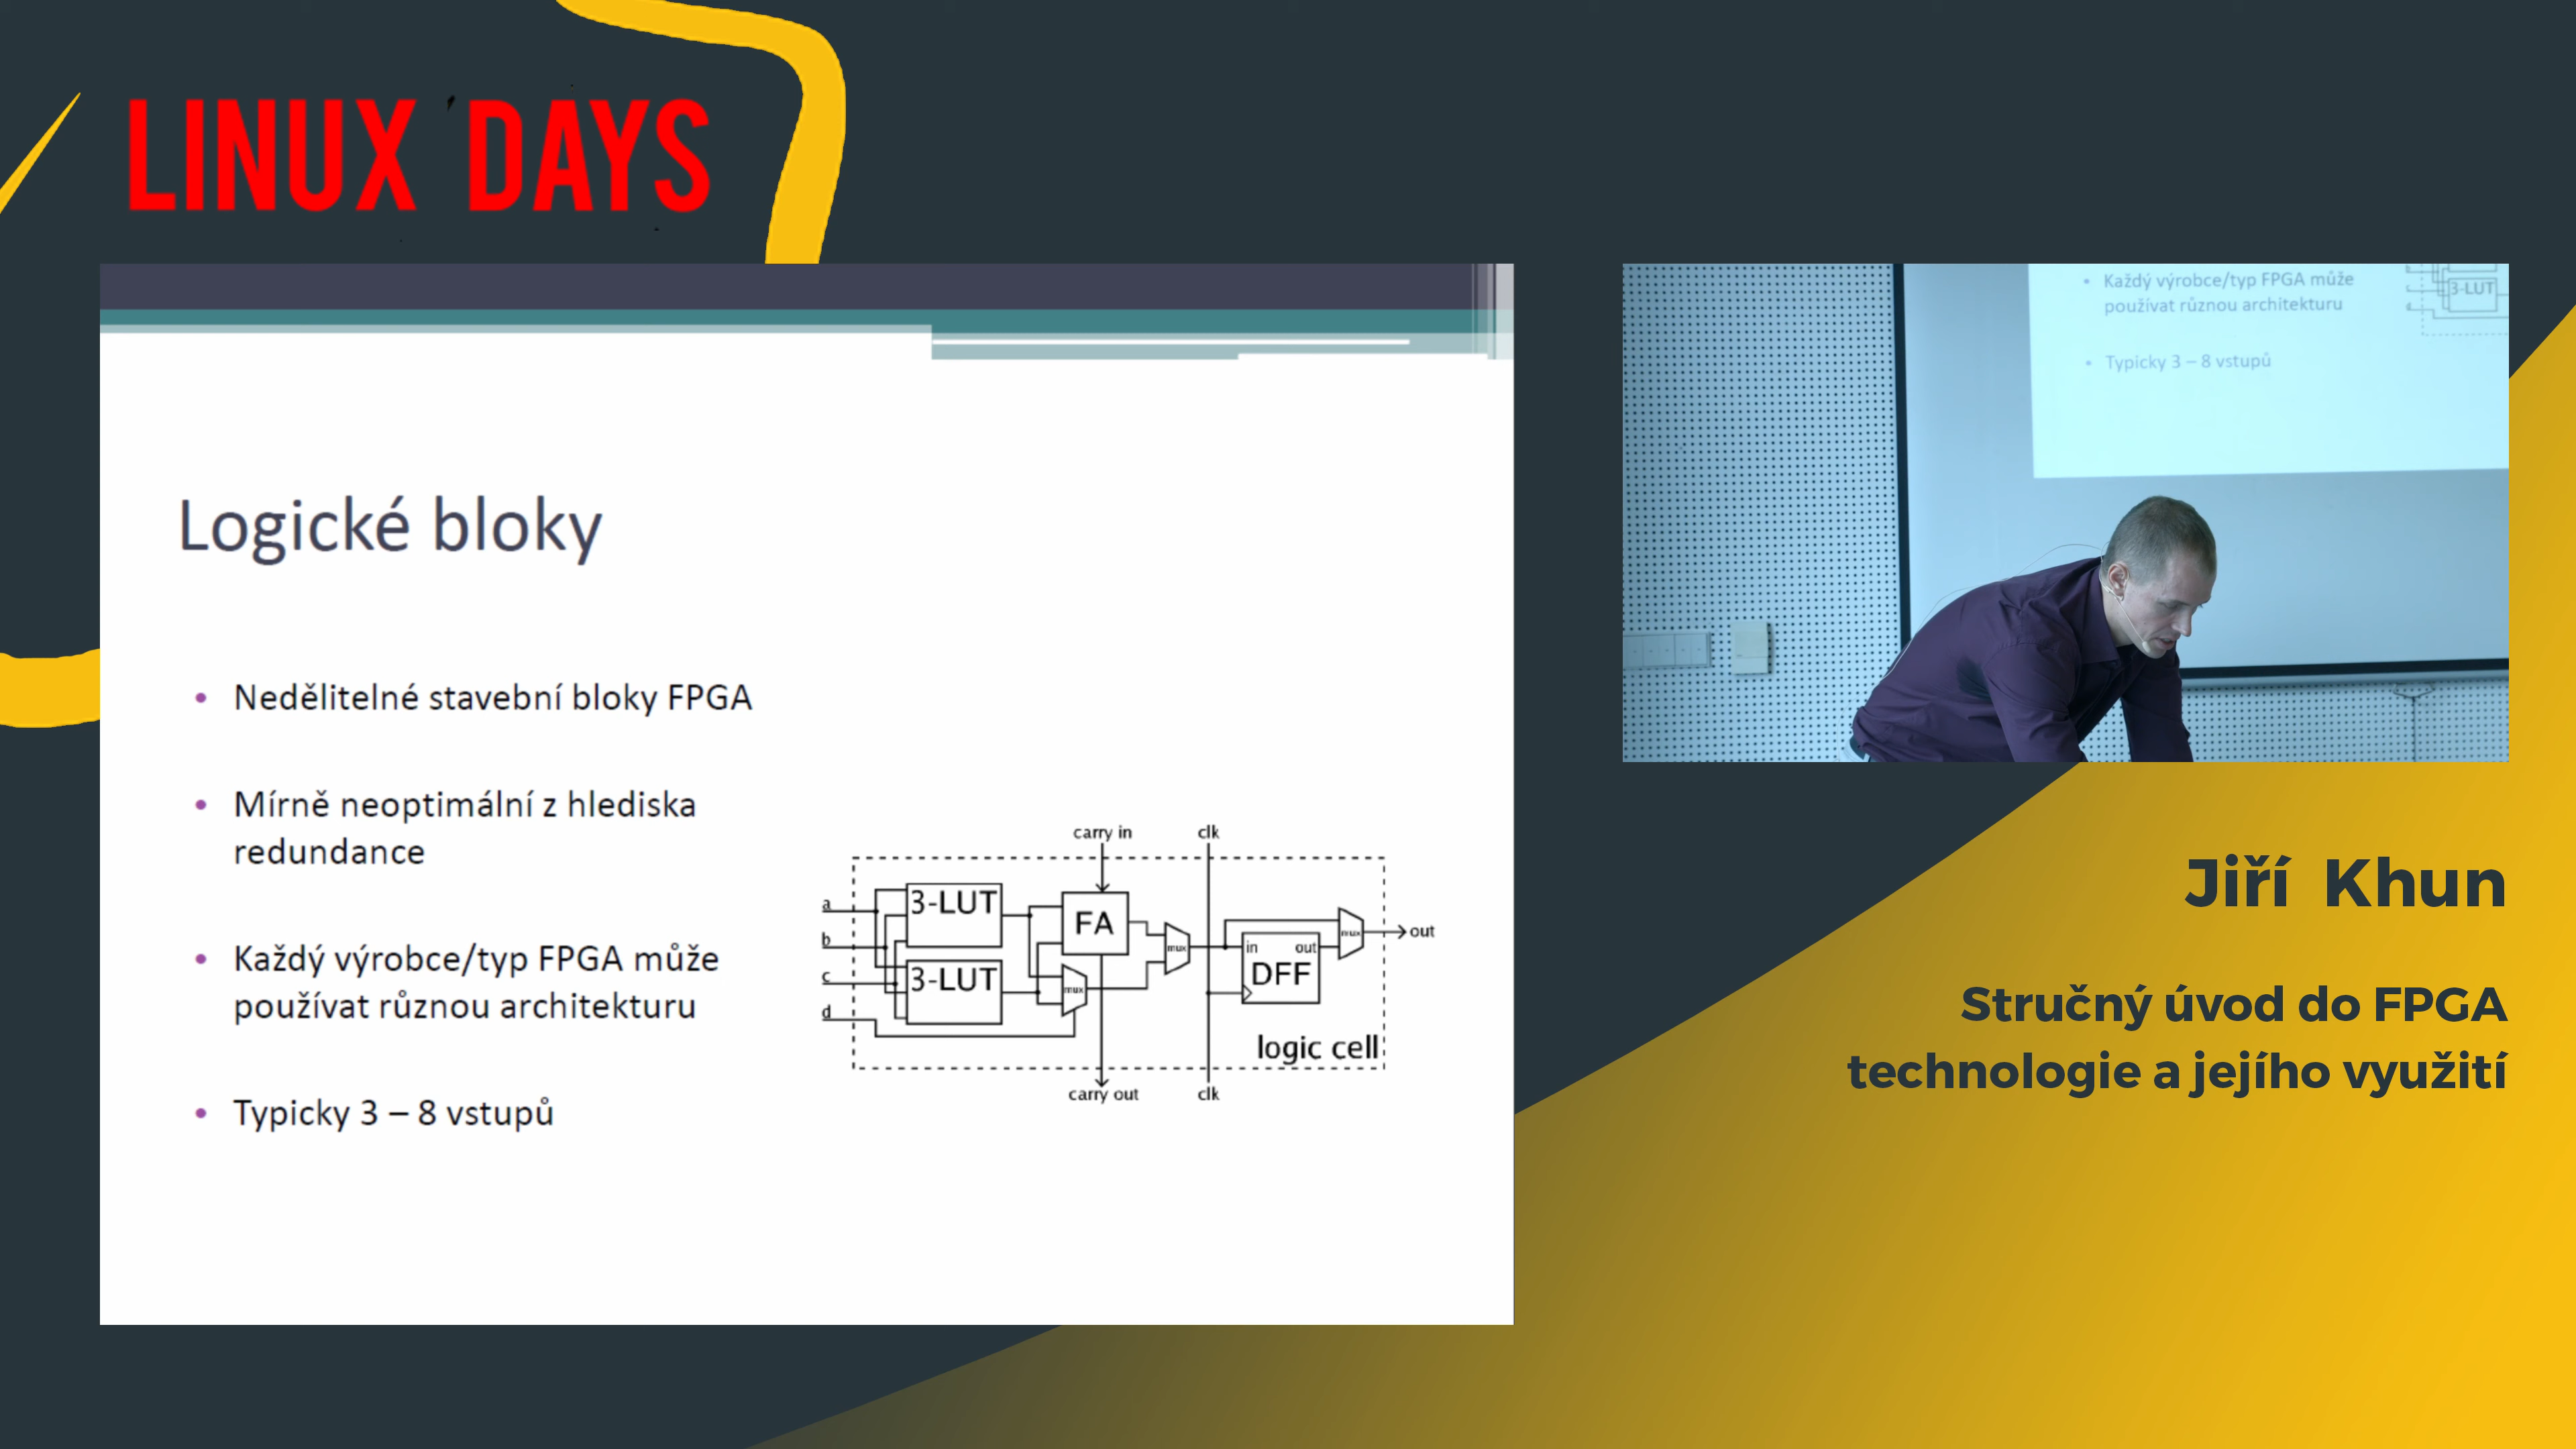 LINUX DAYS
Logické bloky
• Nedělitelné stavební bloky FPGA
• Mírně neoptimální z hlediska
redundance
• Každý výrobce/typ FPGA může
používat různou architekturu
• Typicky 3 – 8 vstupů
carry in
clk
a
b
c
d
3-LUT
3-LUT
FA
mux
mux
in
out
DFF
mux
out
logic cell
carry out
clk
• Každý výrobce/typ FPGA může
používat různou architekturu
• Typicky 3 – 8 vstupů
3-LUT
Jiří Khun
Stručný úvod do FPGA
technologie a jejího využití